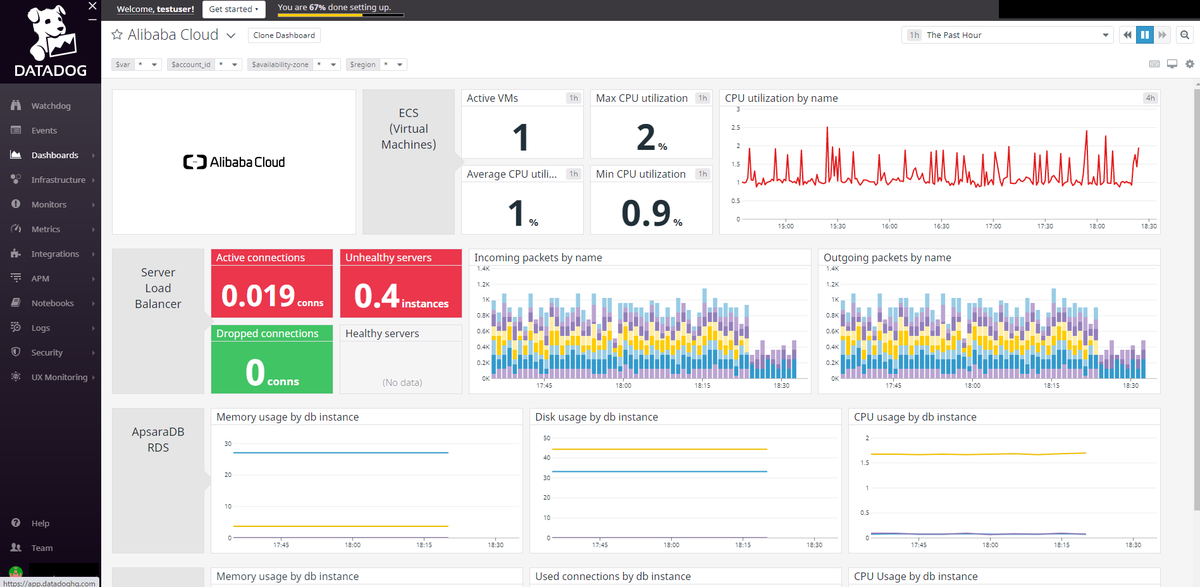 Welcome, testuser!
Get started
You are 67% done setting up.
DATADOG
Alibaba Cloud
Clone Dashboard
1h The Past Hour
$var *
$account_id *
$availability-zone *
$region *
Watchdog
Events
Dashboards
Infrastructure
Monitors
Metrics
Integrations
APM
Notebooks
Logs
Security
UX Monitoring
Help
Team
https://app.datadoghq.com
Alibaba Cloud
ECS
(Virtual
Machines)
Active VMs 1h
1
Max CPU utilization 1h
2 %
Average CPU utili... 1h
1 %
Min CPU utilization 1h
0.9 %
CPU utilization by name 4h
3
2.5
2
1.5
1
0.5
0
15:00 15:30 16:00 16:30 17:00 17:30 18:00 18:30
Server
Load
Balancer
Active connections
0.019 conns
Unhealthy servers
0.4 instances
Dropped connections
0 conns
Healthy servers
(No data)
Incoming packets by name
1.4K
1.2K
1K
0.8K
0.6K
0.4K
0.2K
0K
17:45 18:00 18:15 18:30
Outgoing packets by name
1.4K
1.2K
1K
0.8K
0.6K
0.4K
0.2K
0K
17:45 18:00 18:15 18:30
ApsaraDB
RDS
Memory usage by db instance
30
20
10
0
17:45 18:00 18:15 18:30
Disk usage by db instance
50
40
30
20
10
0
17:45 18:00 18:15 18:30
CPU usage by db instance
2
1.5
1
0.5
0
17:45 18:00 18:15 18:30
Memory usage by db instance
Used connections by db instance
CPU Usage by db instance